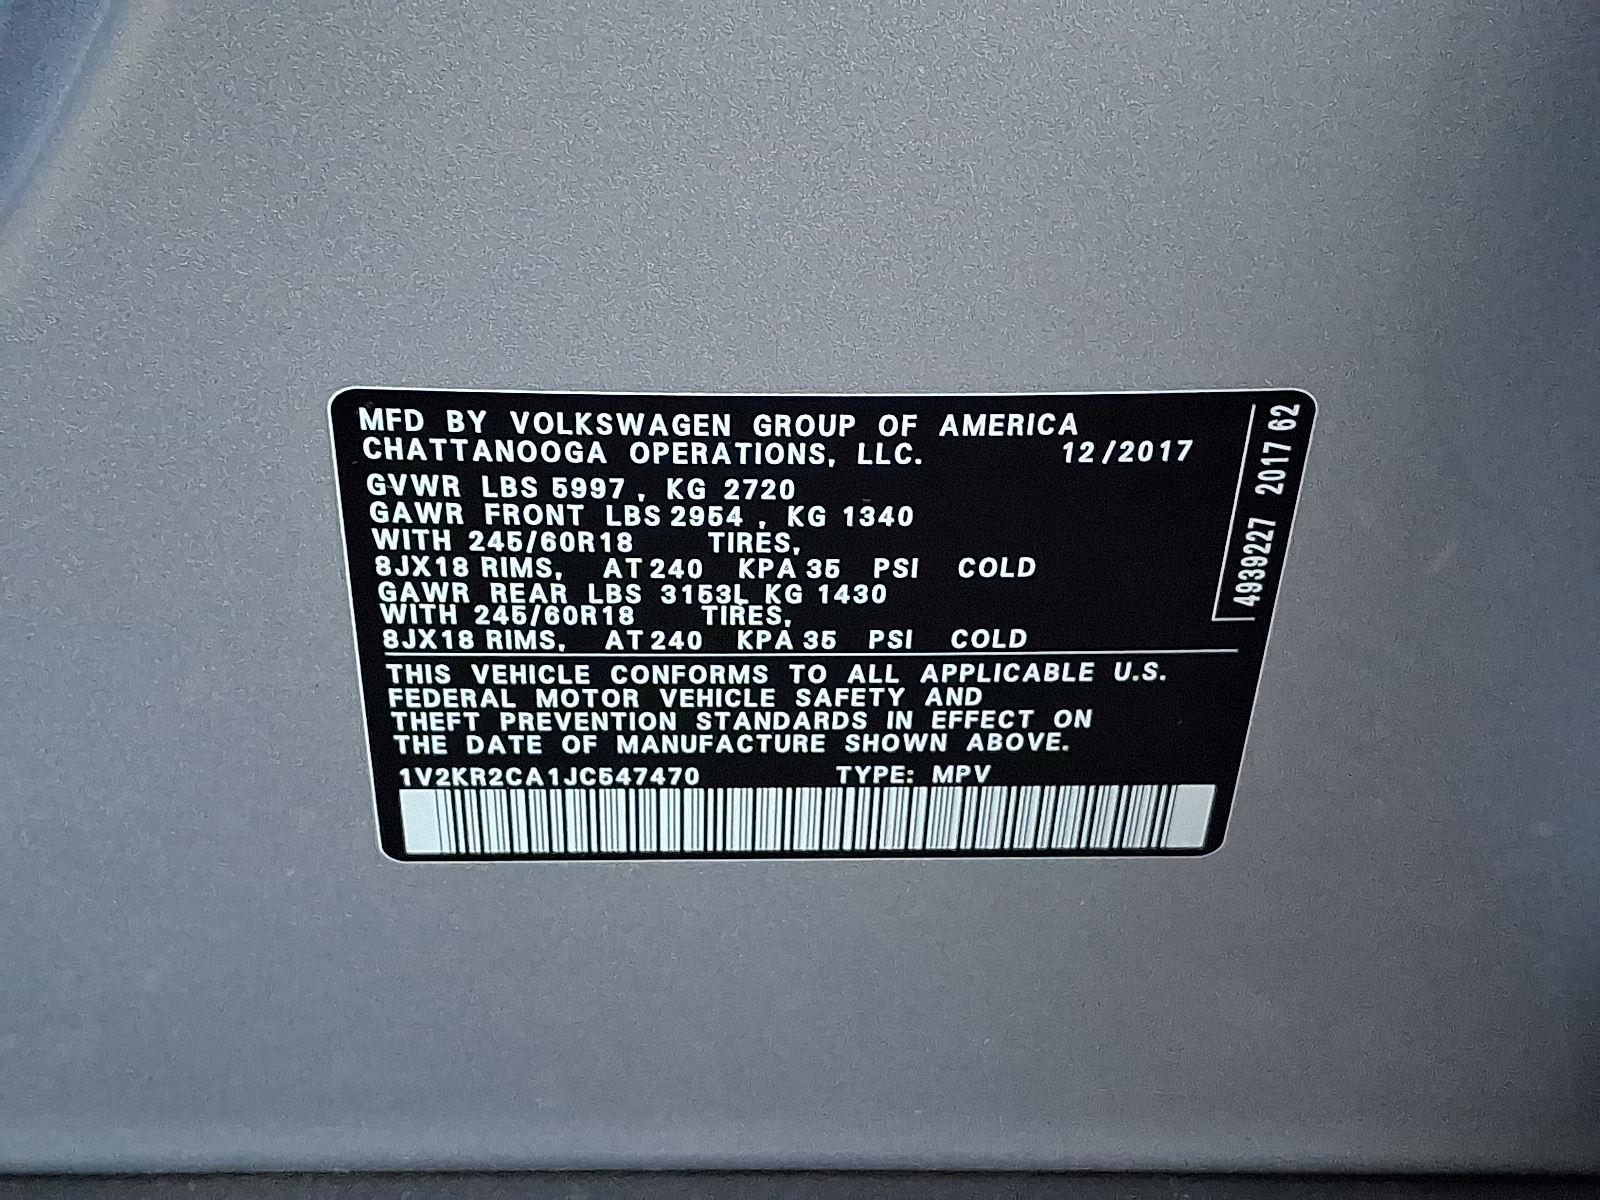 MFD BY VOLKSWAGEN GROUP OF AMERICA
CHATTANOOGA OPERATIONS, LLC. 12/2017
GVWR LBS 5997 , KG 2720
GAWR FRONT LBS 2954 , KG 1340
WITH 245/60R18 TIRES,
8JX18 RIMS, AT 240 KPA 35 PSI COLD
GAWR REAR LBS 3153L KG 1430
WITH 245/60R18 TIRES,
8JX18 RIMS, AT 240 KPA 35 PSI COLD
THIS VEHICLE CONFORMS TO ALL APPLICABLE U.S.
FEDERAL MOTOR VEHICLE SAFETY AND
THEFT PREVENTION STANDARDS IN EFFECT ON
THE DATE OF MANUFACTURE SHOWN ABOVE.
1V2KR2CA1JC547470 TYPE: MPV
4939227 2017 62